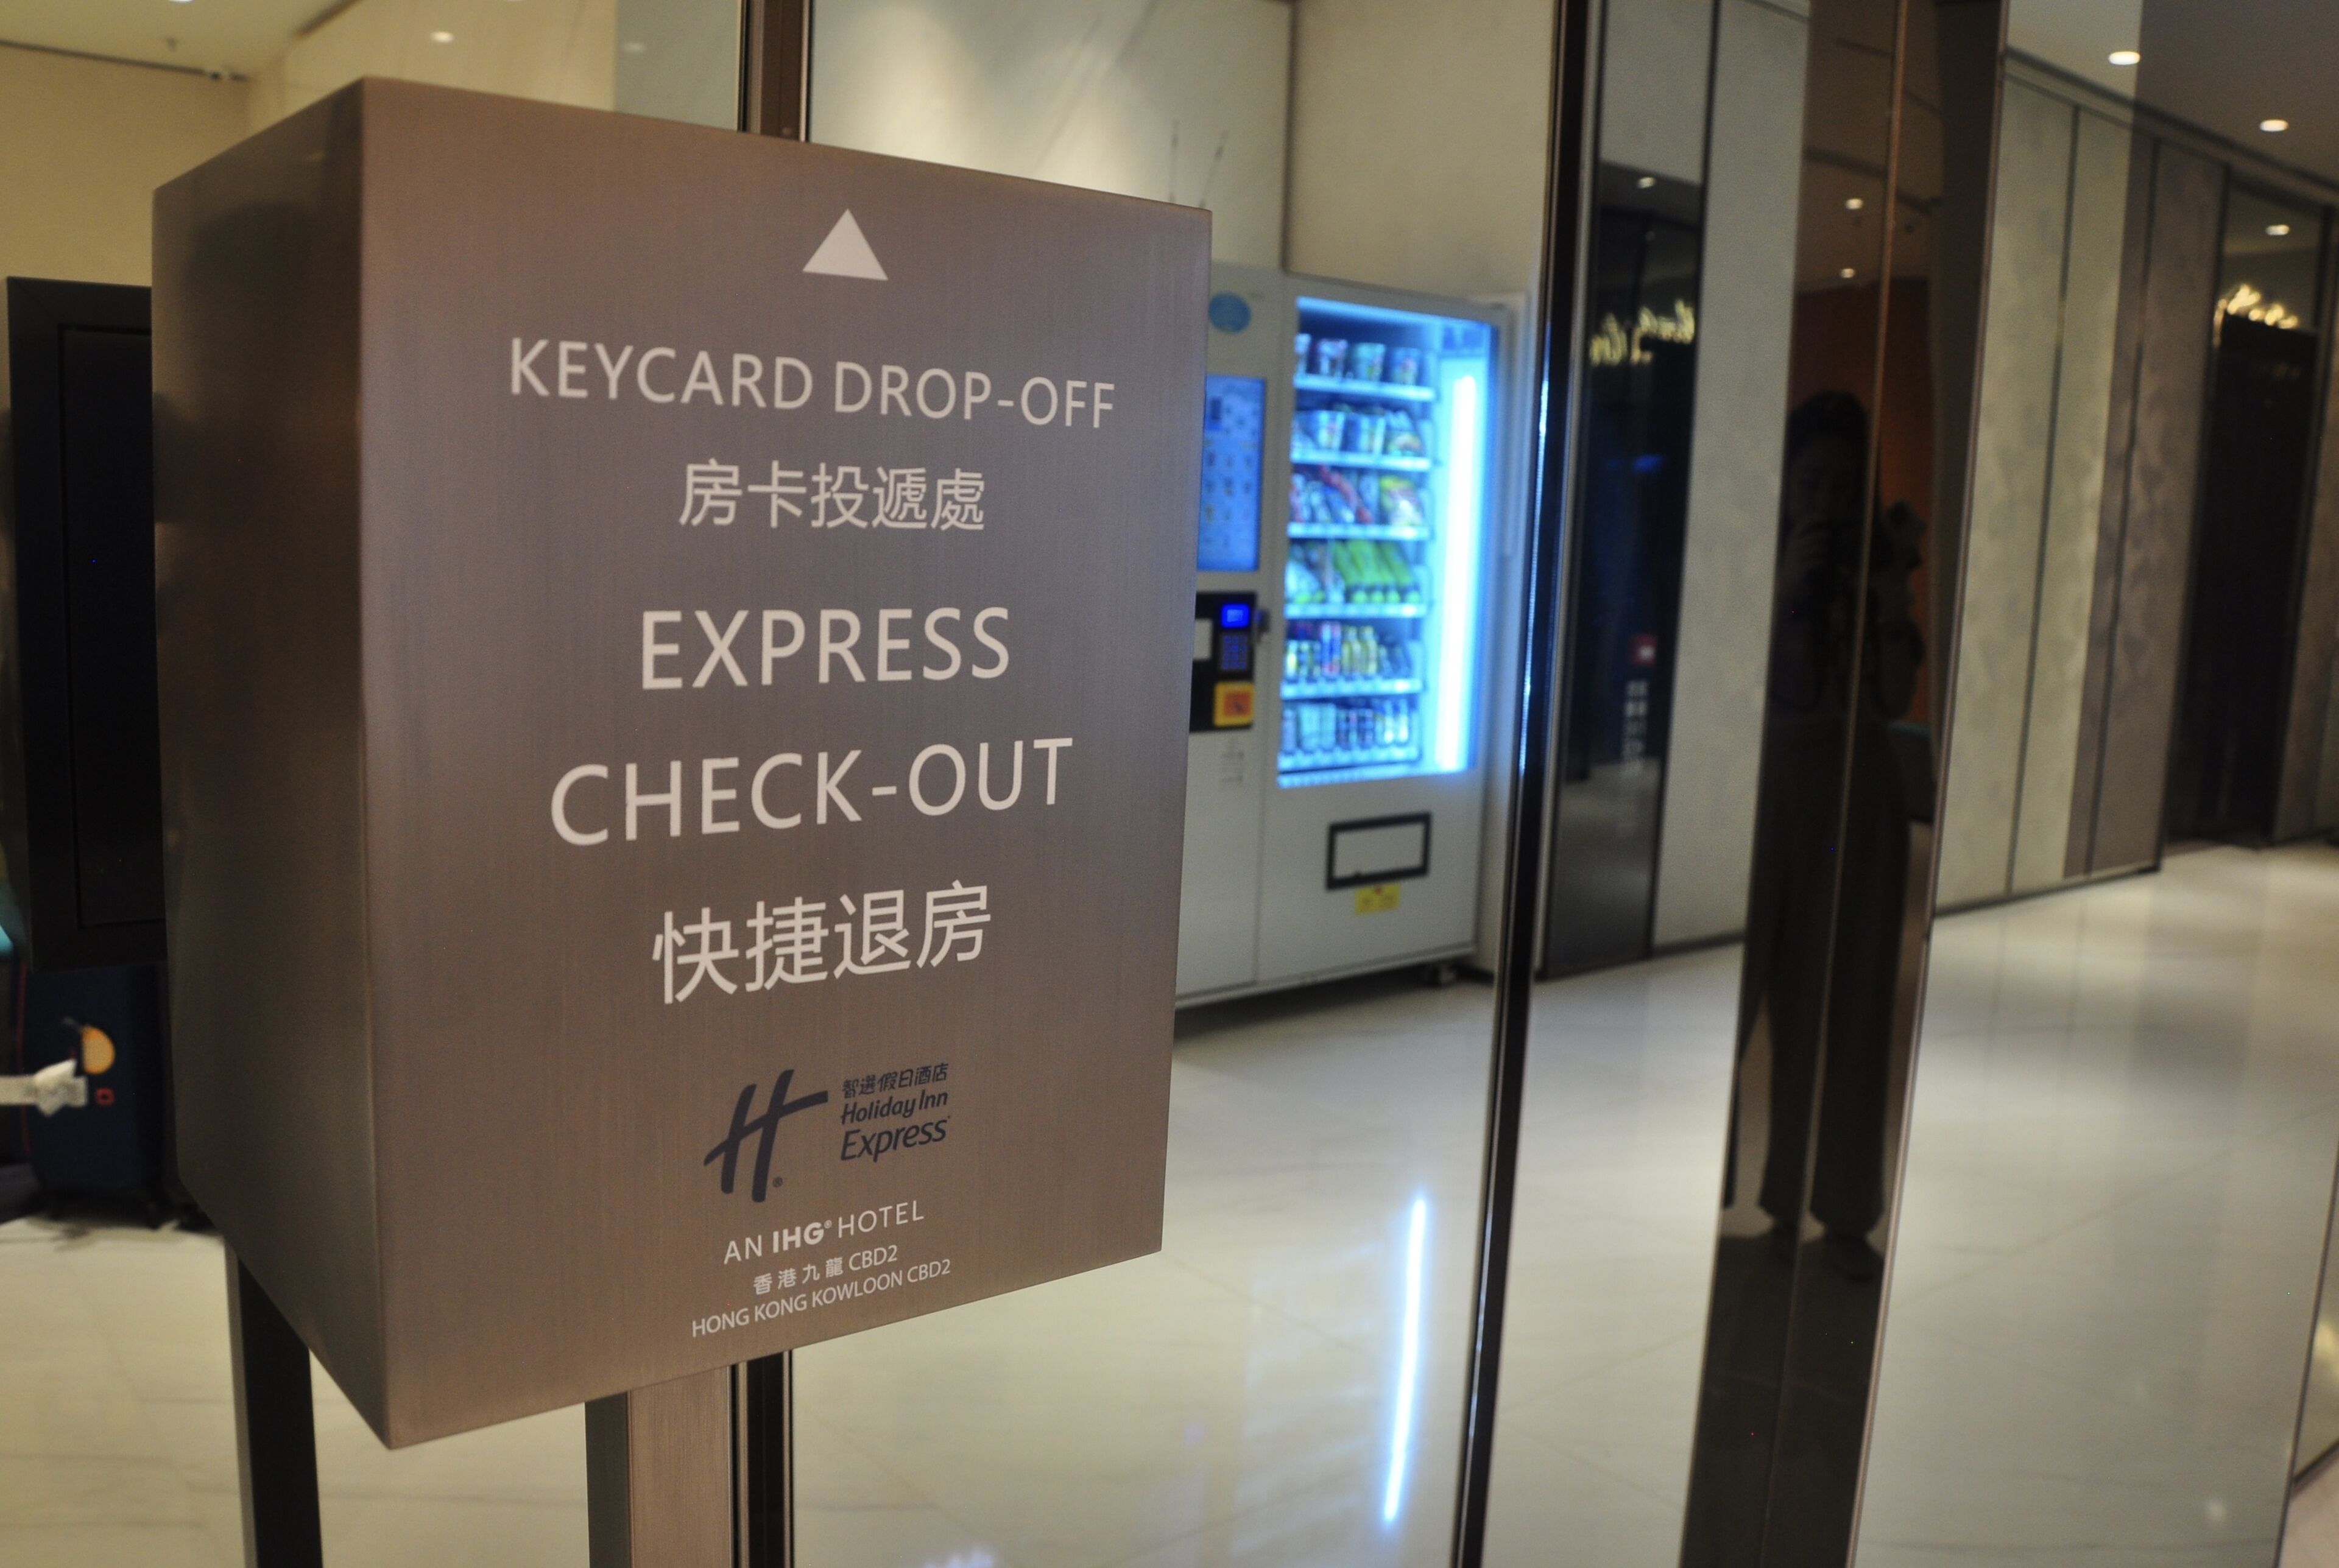 KEYCARD DROP-OFF
房卡投遞處
EXPRESS
CHECK-OUT
快捷退房
智選假日酒店
Holiday Inn
Express
AN IHG® HOTEL
香港九龍 CBD2
HONG KONG KOWLOON CBD2